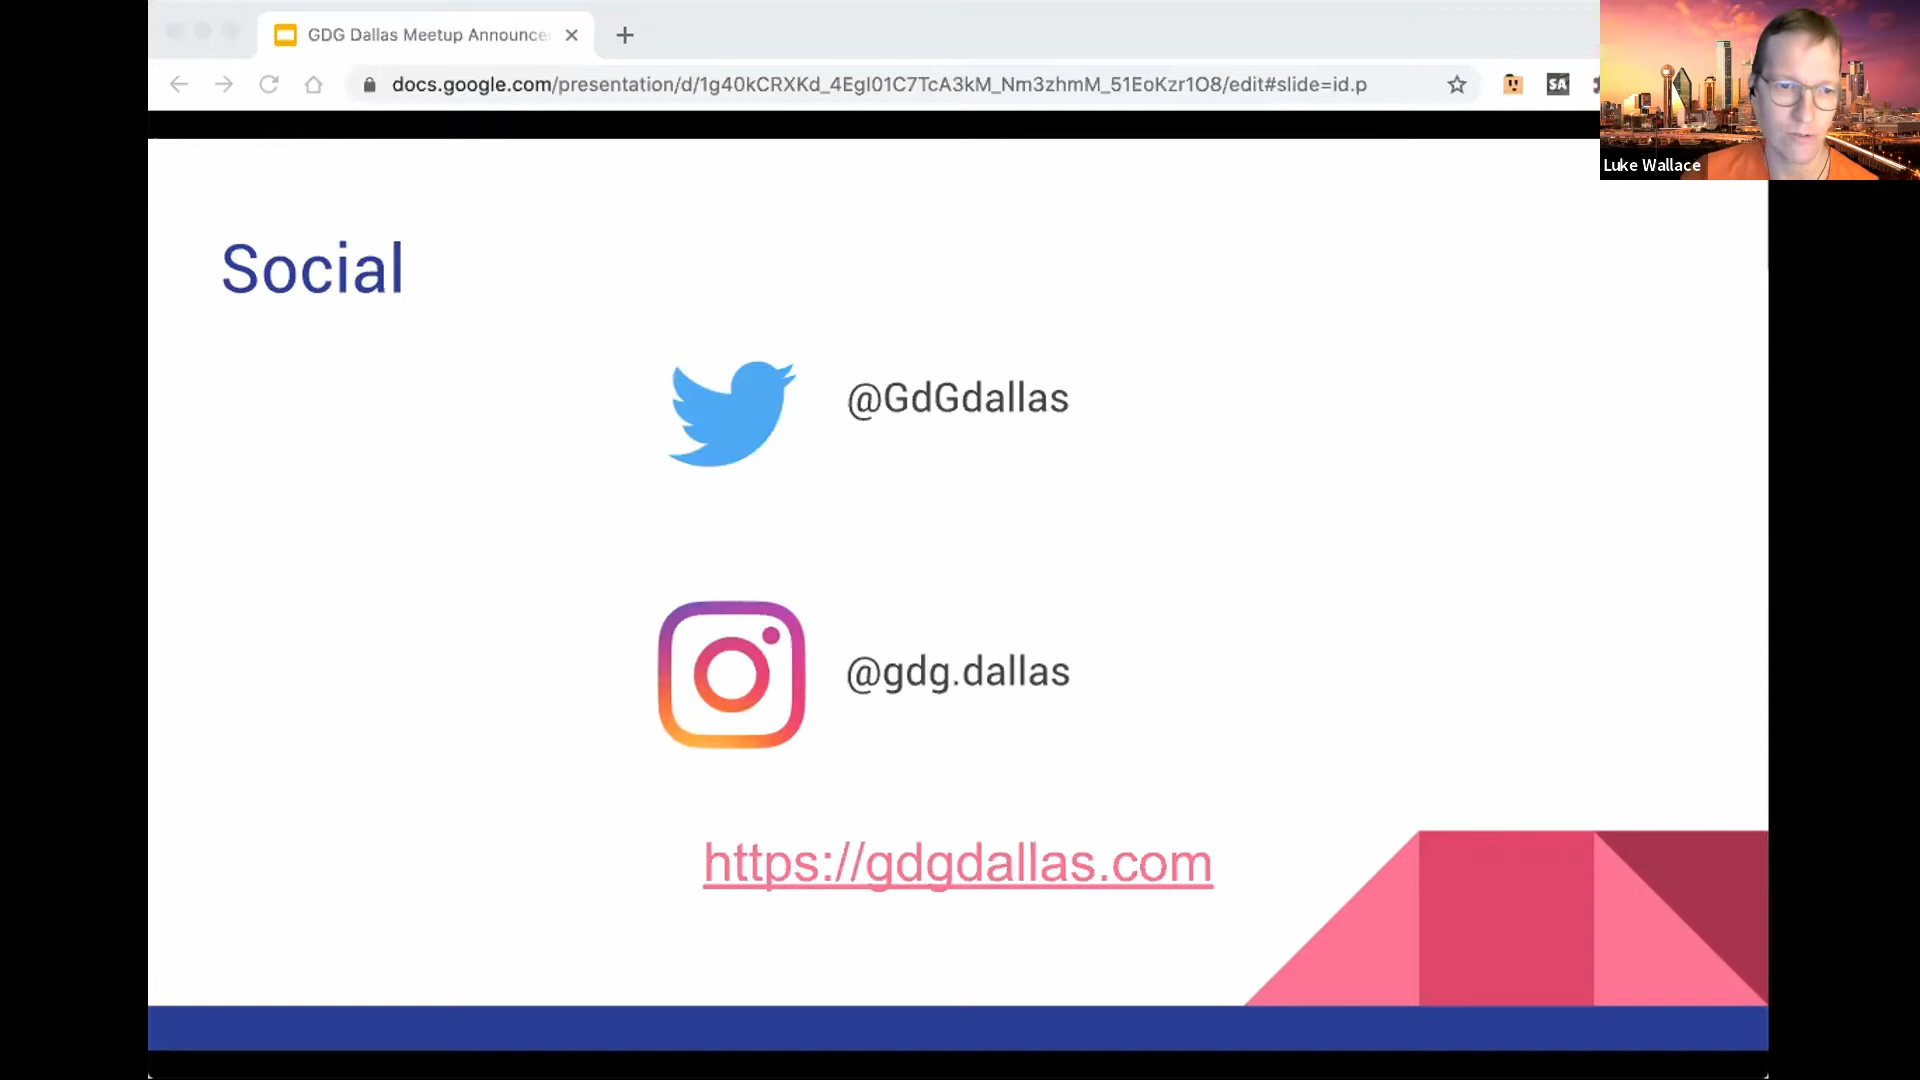 GDG Dallas Meetup Announce
docs.google.com/presentation/d/1g40kCRXKd_4EgI01C7TcA3kM_Nm3zhmM_51EoKzr1O8/edit#slide=id.p
SA
Luke Wallace
Social
@GdGdallas
@gdg.dallas
https://gdgdallas.com